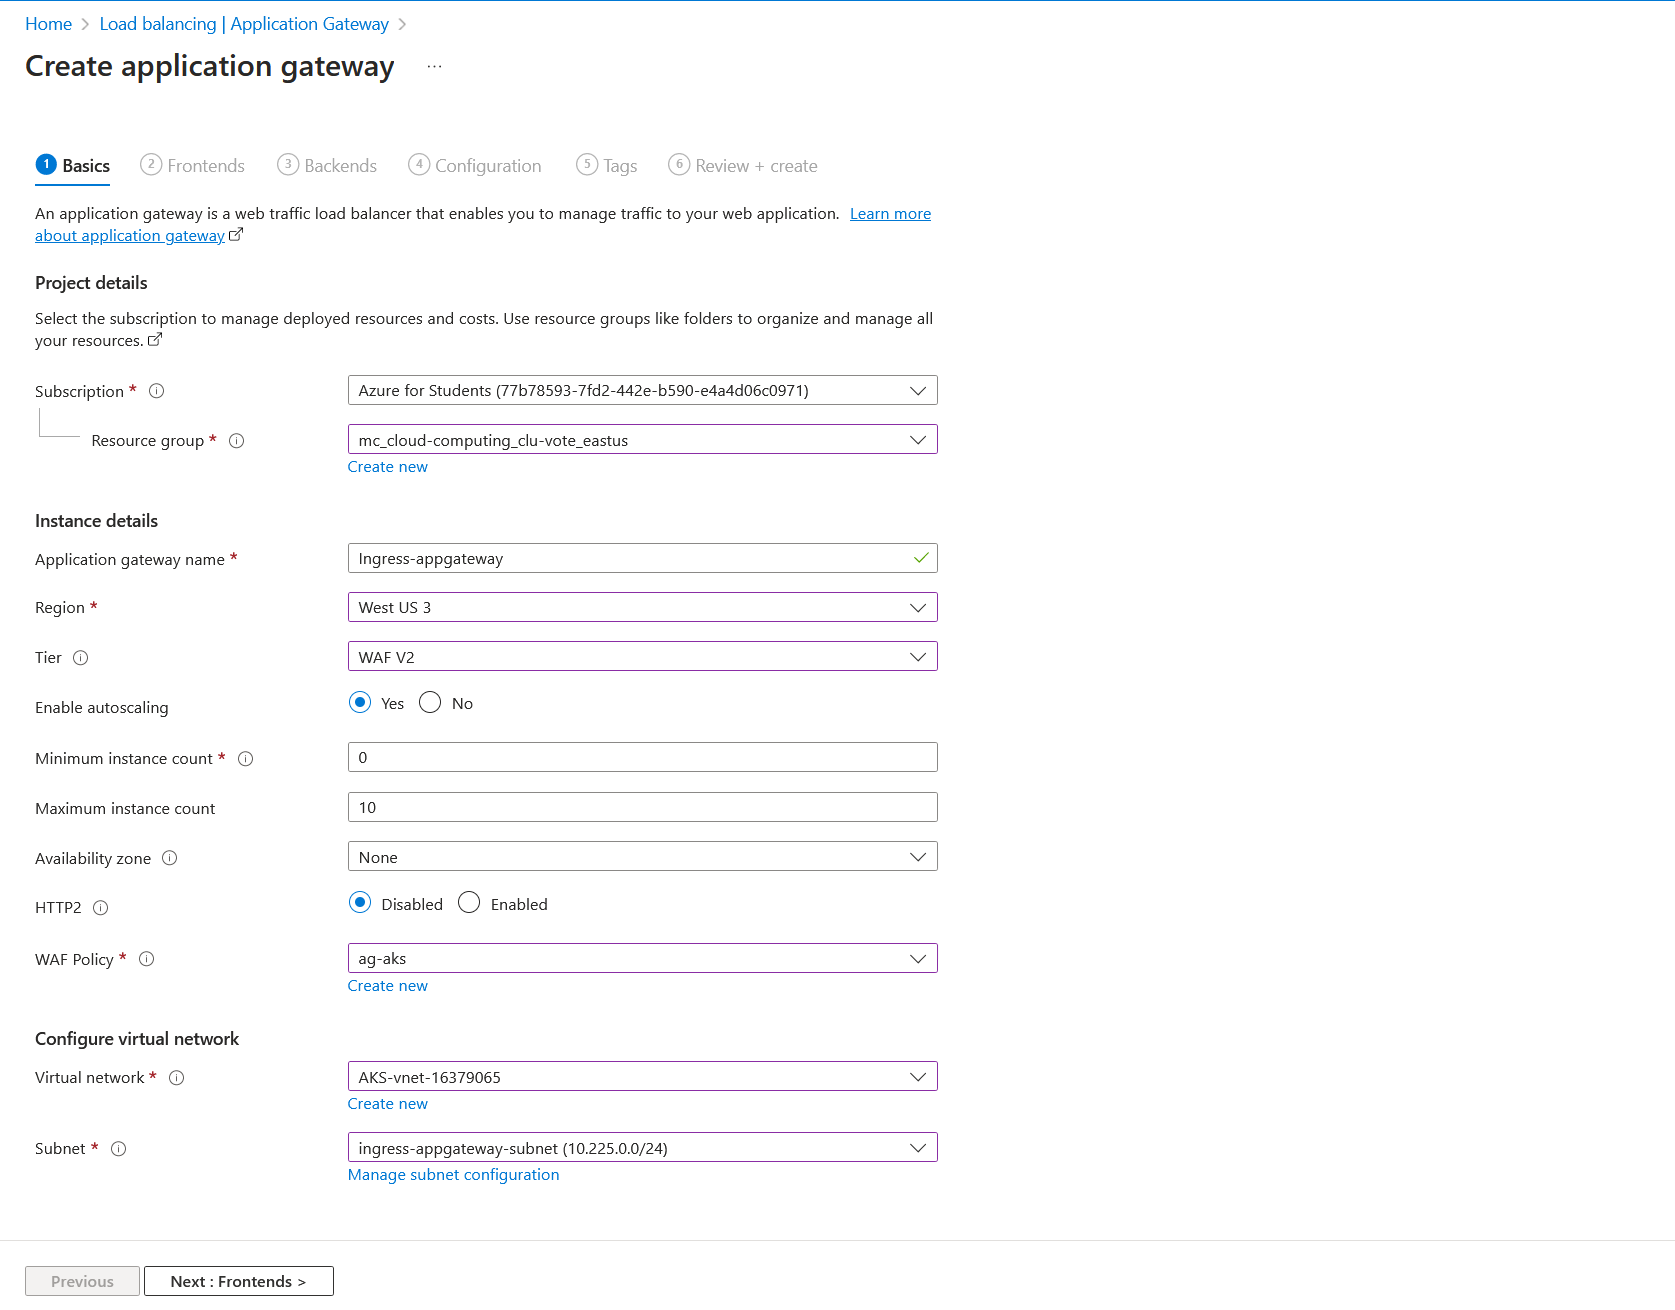 Home > Load balancing | Application Gateway >
Create application gateway ...
1 Basics 2 Frontends 3 Backends 4 Configuration 5 Tags 6 Review + create
An application gateway is a web traffic load balancer that enables you to manage traffic to your web application. Learn more
about application gateway
Project details
Select the subscription to manage deployed resources and costs. Use resource groups like folders to organize and manage all
your resources.
Subscription * Azure for Students (77b78593-7fd2-442e-b590-e4a4d06c0971)
Resource group * mc_cloud-computing_clu-vote_eastus
Create new
Instance details
Application gateway name * Ingress-appgateway
Region * West US 3
Tier WAF V2
Enable autoscaling Yes No
Minimum instance count * 0
Maximum instance count 10
Availability zone None
HTTP2 Disabled Enabled
WAF Policy * ag-aks
Create new
Configure virtual network
Virtual network * AKS-vnet-16379065
Create new
Subnet * ingress-appgateway-subnet (10.225.0.0/24)
Manage subnet configuration
Previous Next : Frontends >